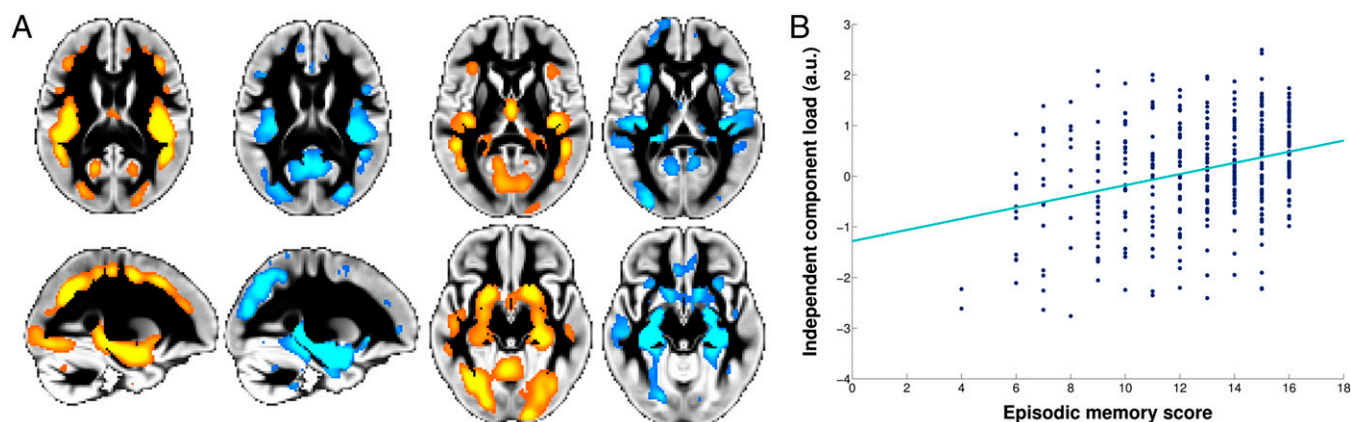 A
B
Independent component load (a.u.)
3
2
1
0
−1
−2
−3
−4
0 2 4 6 8 10 12 14 16 18
Episodic memory score